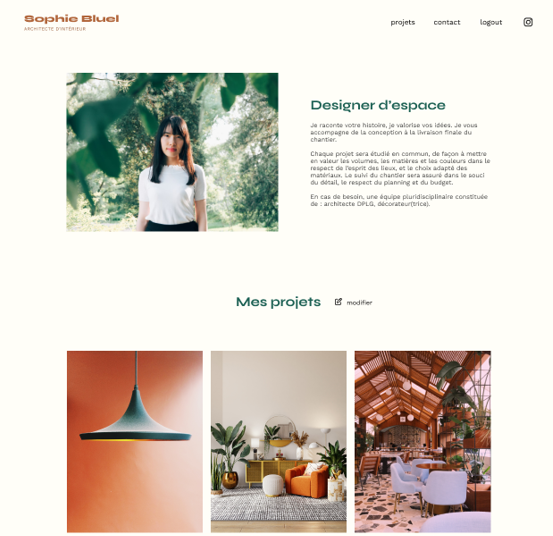 Sophie Bluel
ARCHITECTE D'INTÉRIEUR
projets
contact
logout
Designer d'espace
Je raconte votre histoire, je valorise vos idées. Je vous
accompagne de la conception à la livraison finale du
chantier.
Chaque projet sera étudié en commun, de façon à mettre
en valeur les volumes, les matières et les couleurs dans le
respect de l'esprit des lieux, et le choix adapté des
matériaux. Le suivi du chantier sera assuré dans le souci
du détail, le respect du planning et du budget.
En cas de besoin, une équipe pluridisciplinaire constituée
de : architecte DPLG, décorateur(trice).
Mes projets
modifier